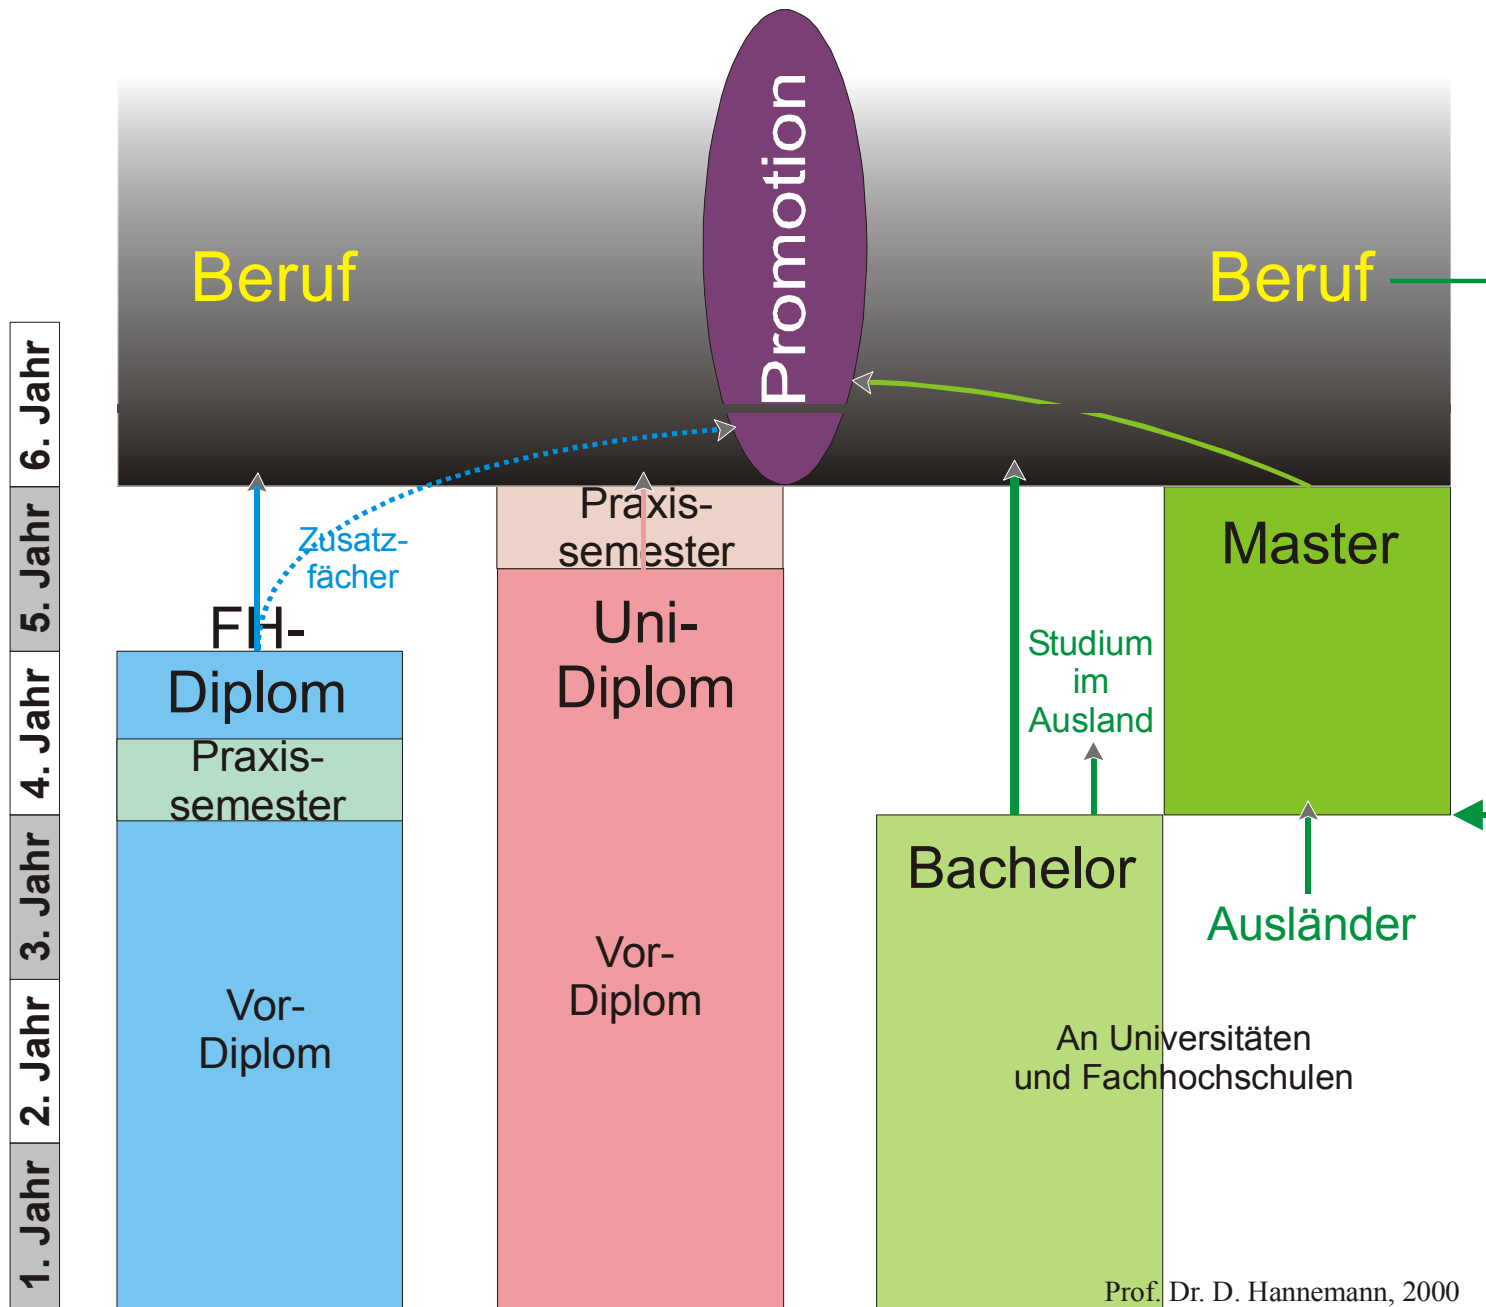 Promotion
Beruf
Beruf
6. Jahr
5. Jahr
4. Jahr
3. Jahr
2. Jahr
1. Jahr
Zusatz-
fächer
FH-
Diplom
Praxis-
semester
Vor-
Diplom
Praxis-
semester
Uni-
Diplom
Vor-
Diplom
Studium
im
Ausland
Bachelor
Master
Ausländer
An Universitäten
und Fachhochschulen
Prof. Dr. D. Hannemann, 2000